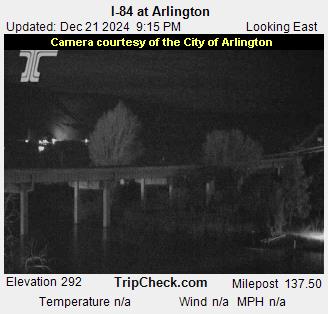 I-84 at Arlington
Updated: Dec 21 2024 9:15 PM Looking East
Camera courtesy of the City of Arlington
Elevation 292 TripCheck.com Milepost 137.50
Temperature n/a Wind n/a MPH n/a